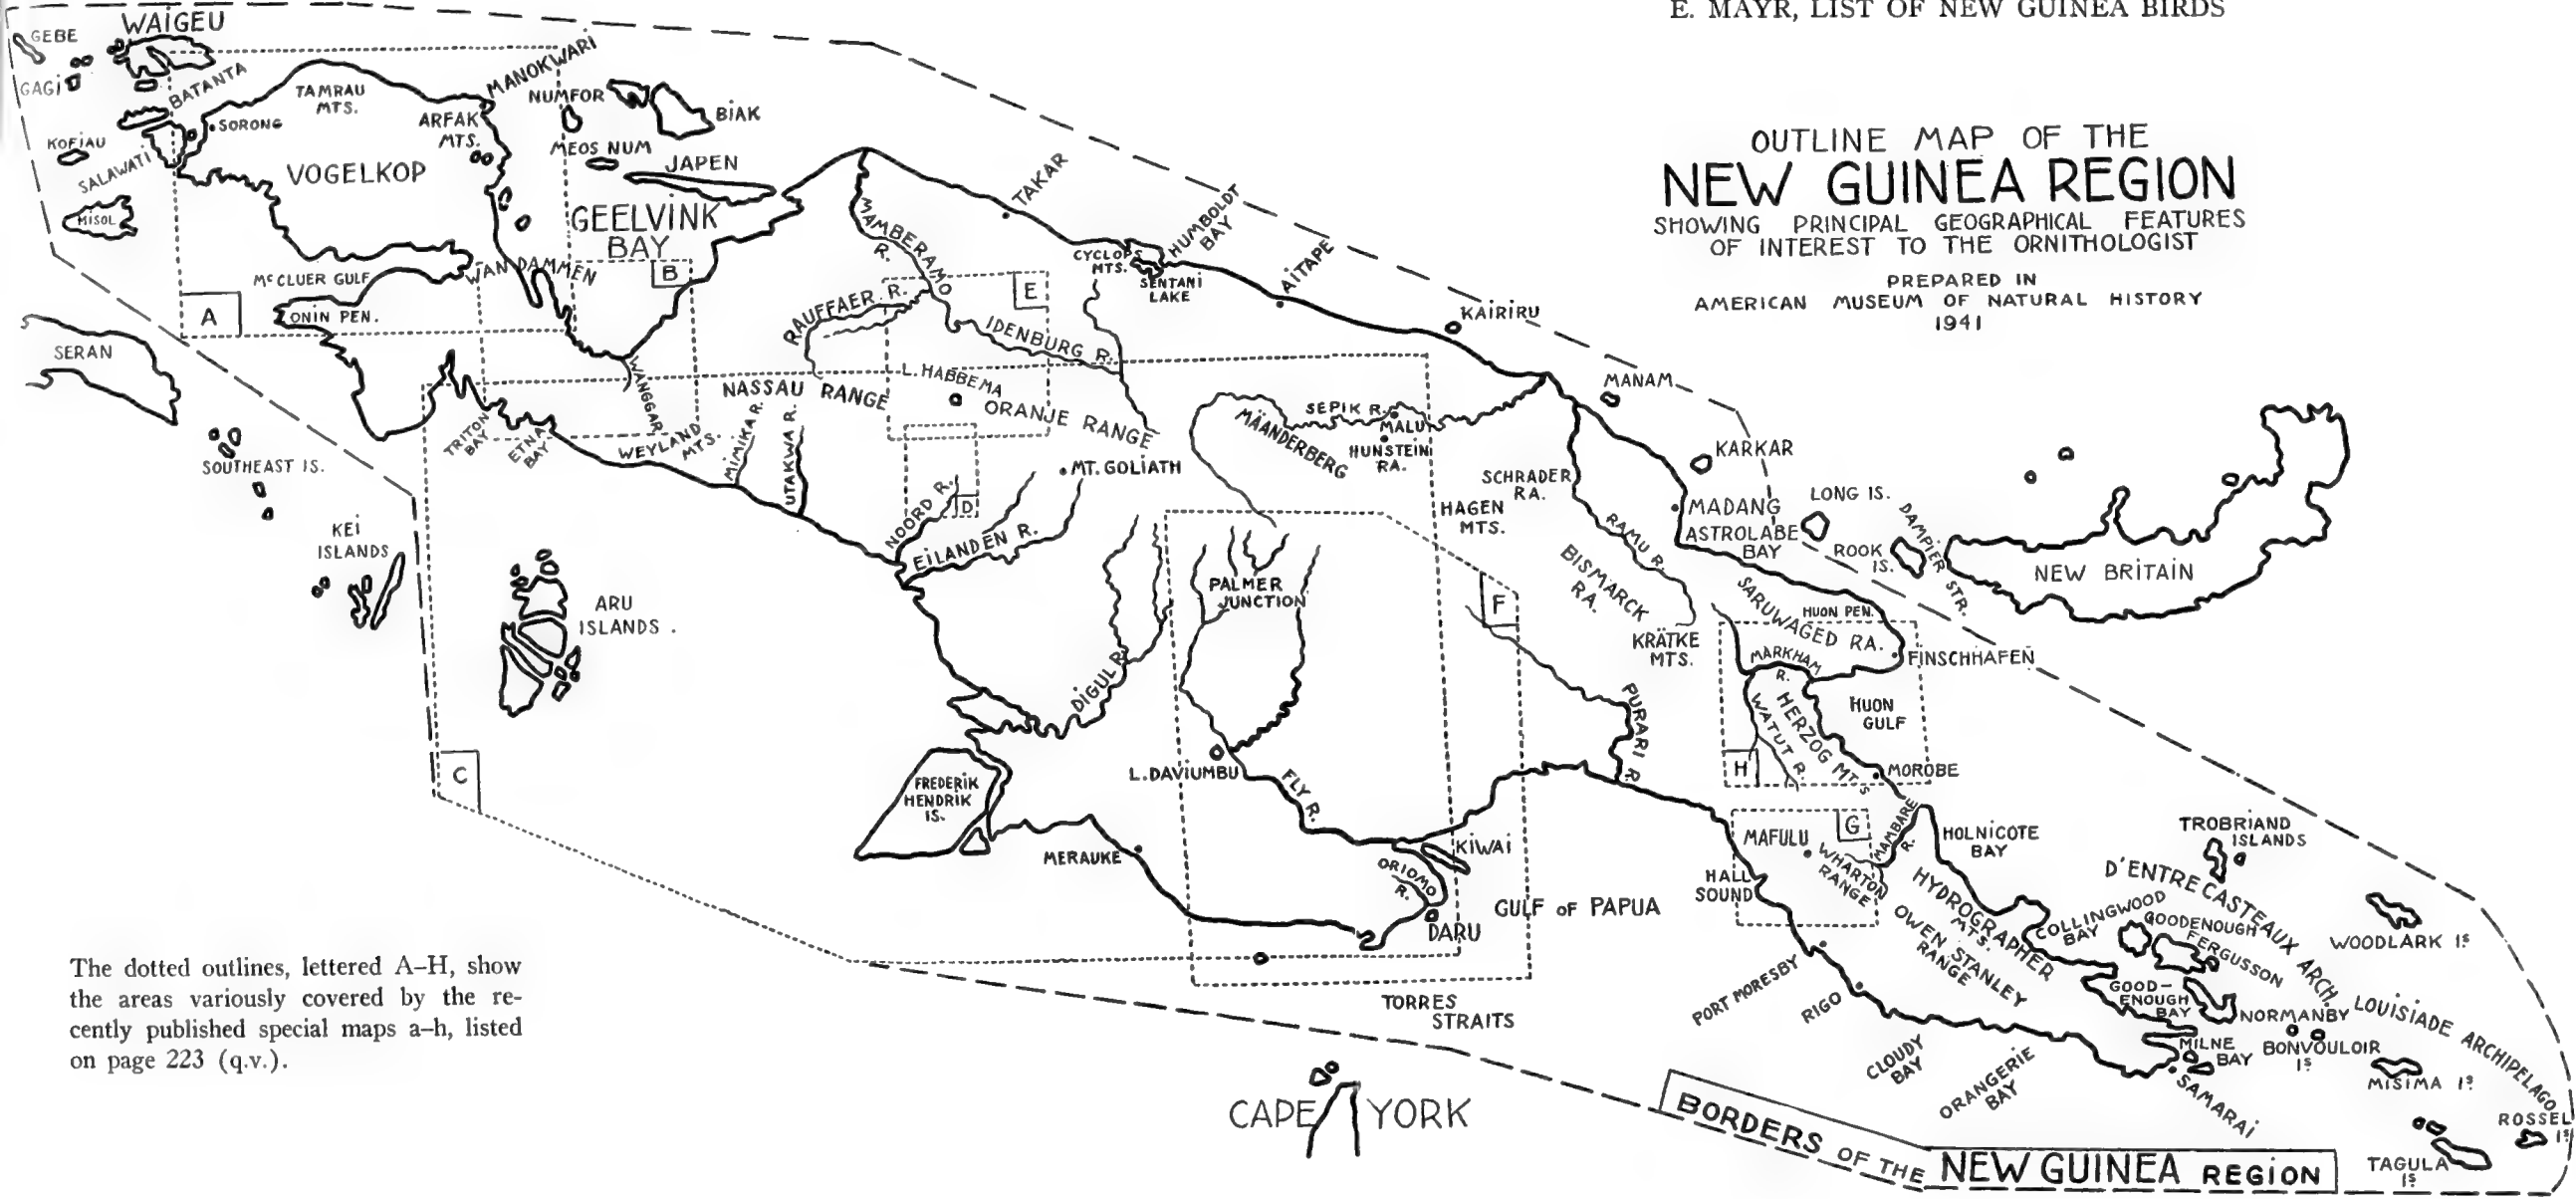 E. MAYR, LIST OF NEW GUINEA BIRDS
OUTLINE MAP OF THE
NEW GUINEA REGION
SHOWING PRINCIPAL GEOGRAPHICAL FEATURES
OF INTEREST TO THE ORNITHOLOGIST
PREPARED IN
AMERICAN MUSEUM OF NATURAL HISTORY
1941
GEBE
WAIGEU
GAGI
BATANTA
KOFIAU
SALAWATI
SORONG
MISOL
TAMRAU
MTS.
ARFAK
MTS.
MANOKWARI
VOGELKOP
NUMFOR
BIAK
MEOS NUM
JAPEN
GEELVINK
BAY
McCLUER GULF
WANDAMMEN
ONIN PEN.
A
B
SERAN
SOUTHEAST IS.
KEI
ISLANDS
ARU
ISLANDS.
C
TRITON
BAY
ETNA
BAY
WANGGAR
WEYLAND
MTS.
MIMIKA R.
UTAKWA R.
NASSAU RANGE
MAMBERAMO
R.
RAUFFAER R.
E
IDENBURG R.
L. HABBEMA
ORANJE RANGE
MT. GOLIATH
NOORD R.
D
EILANDEN R.
TAKAR
CYCLOPS
MTS.
HUMBOLDT
BAY
SENTANI
LAKE
AITAPE
KAIRIRU
MANAM
KARKAR
SEPIK R.
MALU
MÄANDERBERG
HUNSTEIN
RA.
SCHRADER
RA.
HAGEN
MTS.
MADANG
ASTROLABE
BAY
LONG IS.
ROOK
IS.
DAMPIER STR.
NEW BRITAIN
RAMU R.
BISMARCK
RA.
KRÄTKE
MTS.
SARUWAGED RA.
HUON PEN.
FINSCHHAFEN
MARKHAM
R.
HUON
GULF
HERZOG MTS
WATUT R.
H
MOROBE
PALMER
JUNCTION
F
DIGUL R.
PURARI R.
L. DAVIUMBU
FLY R.
FREDERIK
HENDRIK
IS.
MERAUKE
KIWAI
ORIOMO
R.
DARU
GULF OF PAPUA
TORRES
STRAITS
CAPE YORK
MAFULU
G
MAMBARE
R.
HOLNICOTE
BAY
WHARTON
RANGE
HALL
SOUND
HYDROGRAPHER
MTS.
OWEN STANLEY
RANGE
PORT MORESBY
RIGO
CLOUDY
BAY
ORANGERIE
BAY
COLLINGWOOD
BAY
TROBRIAND
ISLANDS
D'ENTRECASTEAUX ARCH.
GOODENOUGH
FERGUSSON
WOODLARK IS
GOOD-
ENOUGH
BAY
NORMANBY
LOUISIADE ARCHIPELAGO
MILNE
BAY
BONVOULOIR
IS
MISIMA IS
SAMARAI
ROSSEL
IS
TAGULA
IS
BORDERS OF THE NEW GUINEA REGION
The dotted outlines, lettered A–H, show
the areas variously covered by the re-
cently published special maps a–h, listed
on page 223 (q.v.).